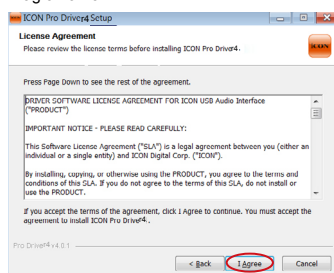 ICON Pro Driver4 Setup
License Agreement
Please review the license terms before installing ICON Pro Driver4.
ICON
Press Page Down to see the rest of the agreement.
DRIVER SOFTWARE LICENSE AGREEMENT FOR ICON USB Audio Interface
("PRODUCT")
IMPORTANT NOTICE - PLEASE READ CAREFULLY:
This Software License Agreement ("SLA") is a legal agreement between you (either an
individual or a single entity) and ICON Digital Corp. ("ICON").
By installing, copying, or otherwise using the PRODUCT, you agree to the terms and
conditions of this SLA. If you do not agree to the terms of this SLA, do not install or
use the PRODUCT.
If you accept the terms of the agreement, click I Agree to continue. You must accept the
agreement to install ICON Pro Driver4.
Pro Driver4 v4.0.1
< Back
I Agree
Cancel